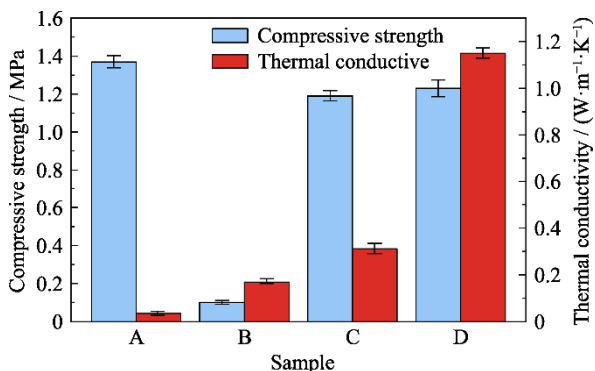 Compressive strength / MPa
1.6
1.4
1.2
1.0
0.8
0.6
0.4
0.2
0
Compressive strength
Thermal conductive
1.2
1.0
0.8
0.6
0.4
0.2
0
Thermal conductivity / (W·m⁻¹·K⁻¹)
A B C D
Sample